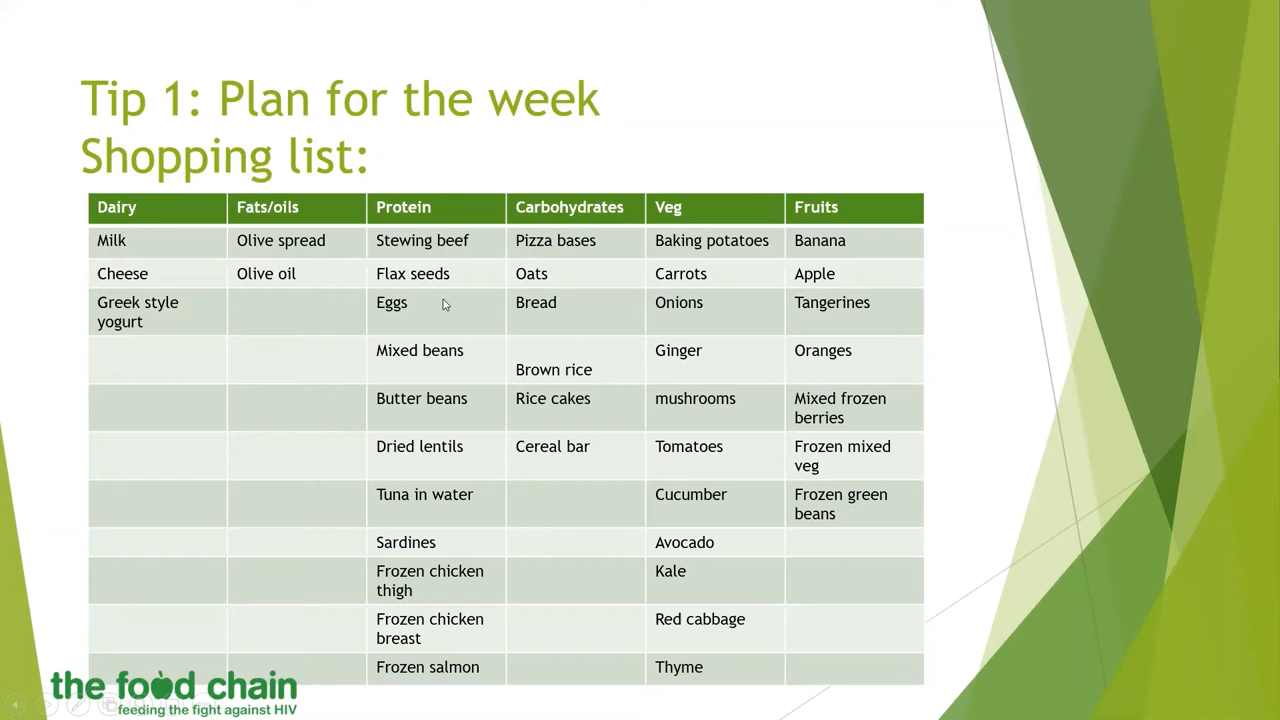 Tip 1: Plan for the week
Shopping list:
Dairy Fats/oils Protein Carbohydrates Veg Fruits
Milk Olive spread Stewing beef Pizza bases Baking potatoes Banana
Cheese Olive oil Flax seeds Oats Carrots Apple
Greek style yogurt Eggs Bread Onions Tangerines
Mixed beans Brown rice Ginger Oranges
Butter beans Rice cakes mushrooms Mixed frozen berries
Dried lentils Cereal bar Tomatoes Frozen mixed veg
Tuna in water Cucumber Frozen green beans
Sardines Avocado
Frozen chicken thigh Kale
Frozen chicken breast Red cabbage
Frozen salmon Thyme
the food chain
feeding the fight against HIV